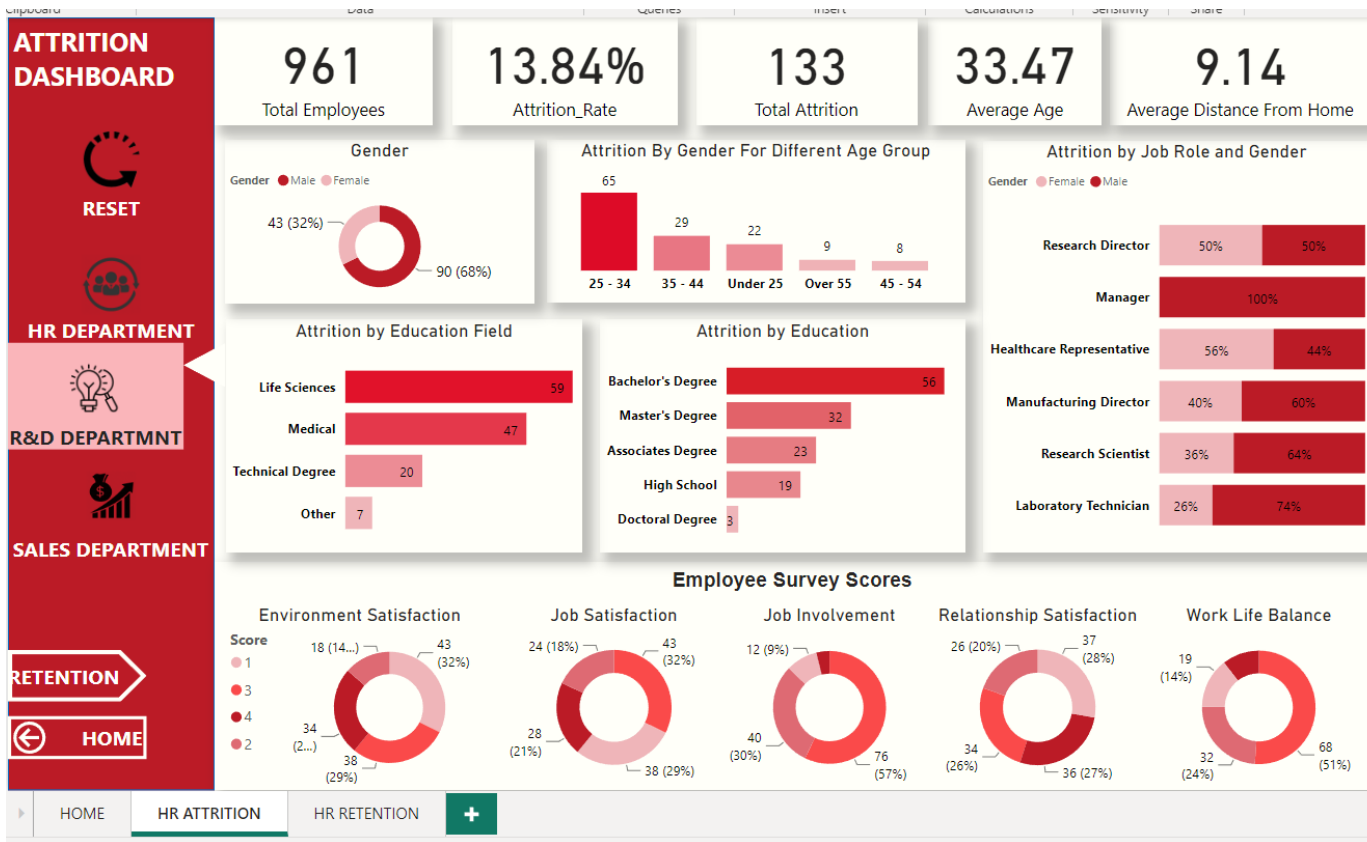 Clipboard
Data
Queries
Insert
Calculations
Sensitivity
Share
ATTRITION
DASHBOARD
RESET
HR DEPARTMENT
R&D DEPARTMNT
SALES DEPARTMENT
RETENTION
HOME
961
Total Employees
13.84%
Attrition_Rate
133
Total Attrition
33.47
Average Age
9.14
Average Distance From Home
Gender
Gender Male Female
43 (32%)
90 (68%)
Attrition By Gender For Different Age Group
65
29
22
9
8
25 - 34
35 - 44
Under 25
Over 55
45 - 54
Attrition by Job Role and Gender
Gender Female Male
Research Director 50% 50%
Manager 100%
Healthcare Representative 56% 44%
Manufacturing Director 40% 60%
Research Scientist 36% 64%
Laboratory Technician 26% 74%
Attrition by Education Field
Life Sciences 59
Medical 47
Technical Degree 20
Other 7
Attrition by Education
Bachelor's Degree 56
Master's Degree 32
Associates Degree 23
High School 19
Doctoral Degree 3
Employee Survey Scores
Environment Satisfaction
Score
1
3
4
2
18 (14...)
43
(32%)
34
(2...)
38
(29%)
Job Satisfaction
24 (18%)
43
(32%)
28
(21%)
38 (29%)
Job Involvement
12 (9%)
40
(30%)
76
(57%)
Relationship Satisfaction
26 (20%)
37
(28%)
34
(26%)
36 (27%)
Work Life Balance
19
(14%)
32
(24%)
68
(51%)
HOME
HR ATTRITION
HR RETENTION
+